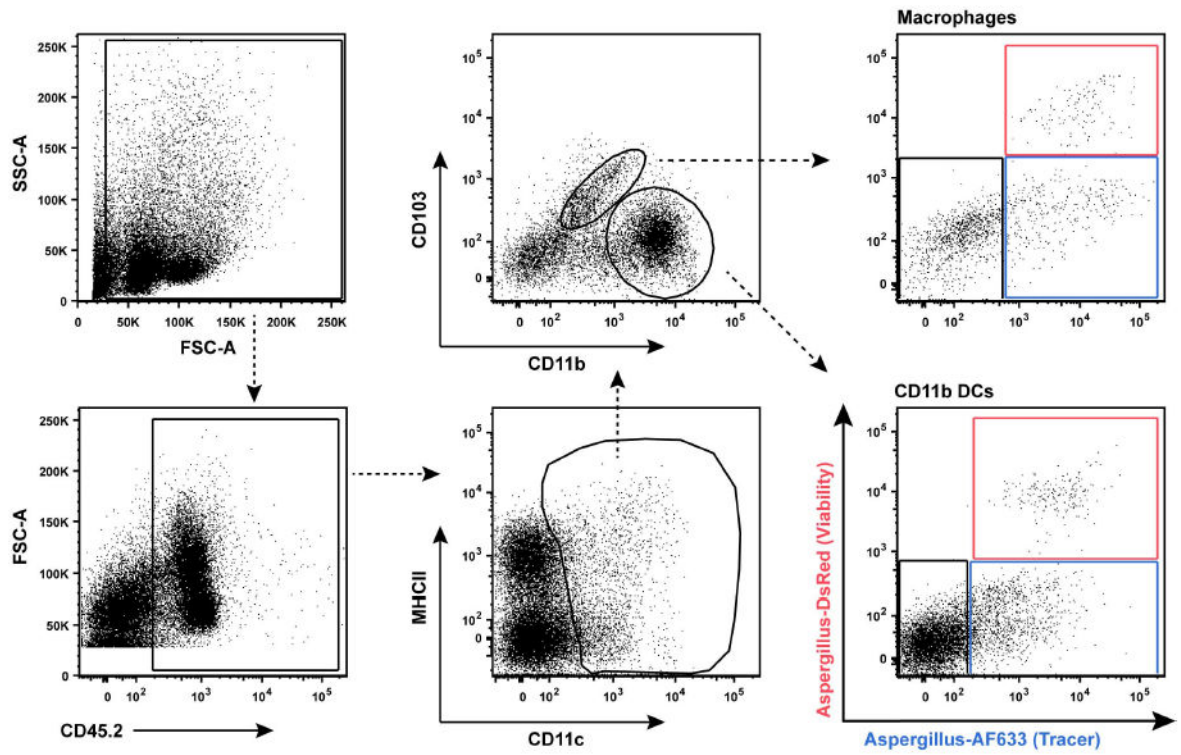 SSC-A
250K
200K
150K
100K
50K
0
0
50K
100K
150K
200K
250K
FSC-A
CD103
10^5
10^4
10^3
10^2
0
0
10^2
10^3
10^4
10^5
CD11b
Macrophages
10^5
10^4
10^3
10^2
0
0
10^2
10^3
10^4
10^5
FSC-A
250K
200K
150K
100K
50K
0
0
10^2
10^3
10^4
10^5
CD45.2
MHCII
10^5
10^4
10^3
10^2
0
0
10^2
10^3
10^4
10^5
CD11c
CD11b DCs
Aspergillus-DsRed (Viability)
10^5
10^4
10^3
10^2
0
0
10^2
10^3
10^4
10^5
Aspergillus-AF633 (Tracer)